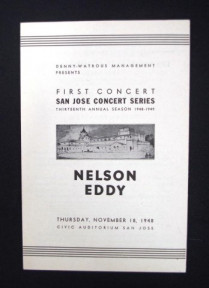 DENNY-WATROUS MANAGEMENT
PRESENTS
FIRST CONCERT
SAN JOSE CONCERT SERIES
THIRTEENTH ANNUAL SEASON 1948-1949
NELSON
EDDY
THURSDAY, NOVEMBER 18, 1948
CIVIC AUDITORIUM SAN JOSE